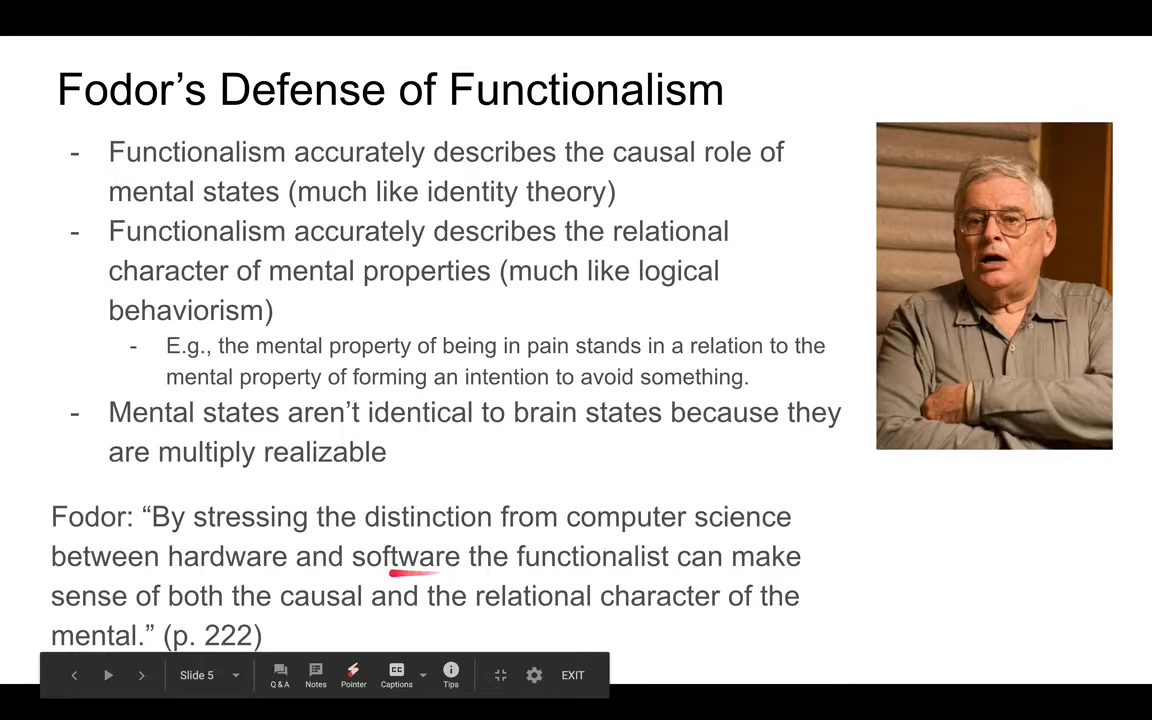 Fodor’s Defense of Functionalism
- Functionalism accurately describes the causal role of
mental states (much like identity theory)
- Functionalism accurately describes the relational
character of mental properties (much like logical
behaviorism)
- E.g., the mental property of being in pain stands in a relation to the
mental property of forming an intention to avoid something.
- Mental states aren’t identical to brain states because they
are multiply realizable
Fodor: “By stressing the distinction from computer science
between hardware and software the functionalist can make
sense of both the causal and the relational character of the
mental.” (p. 222)
Slide 5 Q & A Notes Pointer CC Captions Tips EXIT